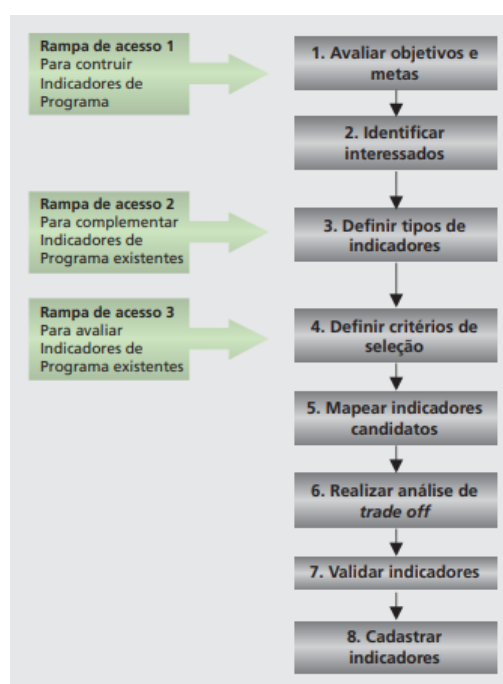 Rampa de acesso 1
Para contruir
Indicadores de
Programa
1. Avaliar objetivos e
metas
2. Identificar
interessados
Rampa de acesso 2
Para complementar
Indicadores de
Programa existentes
3. Definir tipos de
indicadores
Rampa de acesso 3
Para avaliar
Indicadores de
Programa existentes
4. Definir critérios de
seleção
5. Mapear indicadores
candidatos
6. Realizar análise de
trade off
7. Validar indicadores
8. Cadastrar
indicadores